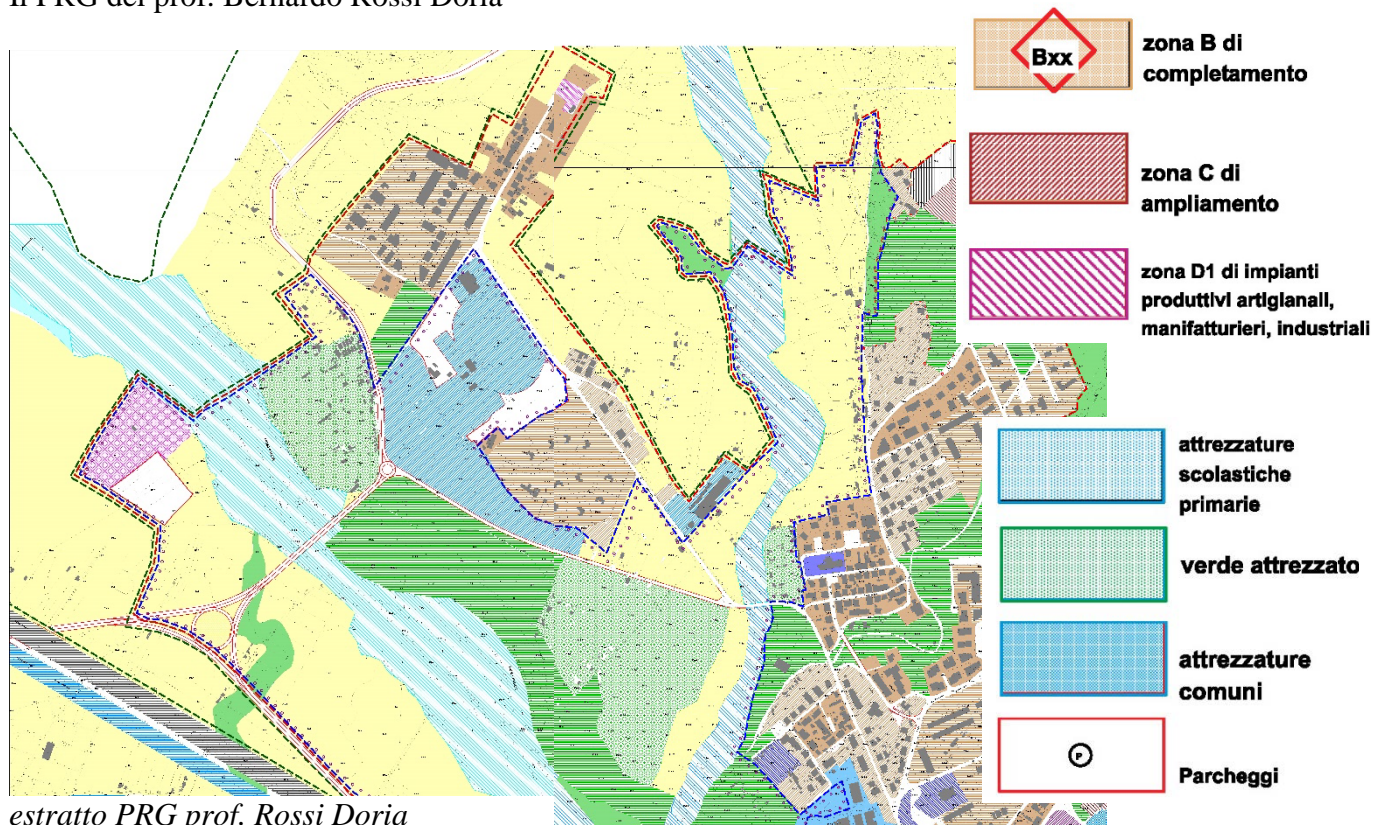 Il PRG del prof. Bernardo Rossi Doria
Bxx
zona B di
completamento
zona C di
ampliamento
zona D1 di impianti
produttivi artigianali,
manifatturieri, industriali
attrezzature
scolastiche
primarie
verde attrezzato
attrezzature
comuni
P
Parcheggi
estratto PRG prof. Rossi Doria